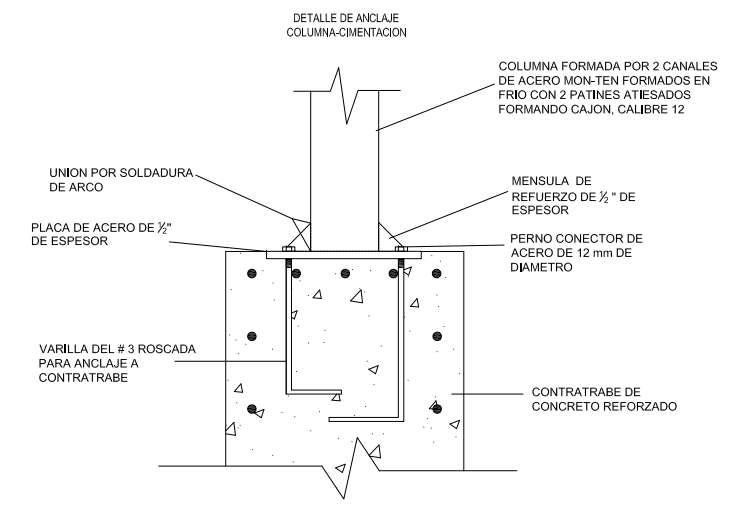 DETALLE DE ANCLAJE
COLUMNA-CIMENTACION
COLUMNA FORMADA POR 2 CANALES
DE ACERO MON-TEN FORMADOS EN
FRIO CON 2 PATINES ATIESADOS
FORMANDO CAJON, CALIBRE 12
UNION POR SOLDADURA
DE ARCO
MENSULA DE
REFUERZO DE ½ " DE
ESPESOR
PLACA DE ACERO DE ½"
DE ESPESOR
PERNO CONECTOR DE
ACERO DE 12 mm DE
DIAMETRO
VARILLA DEL # 3 ROSCADA
PARA ANCLAJE A
CONTRATRABE
CONTRATRABE DE
CONCRETO REFORZADO